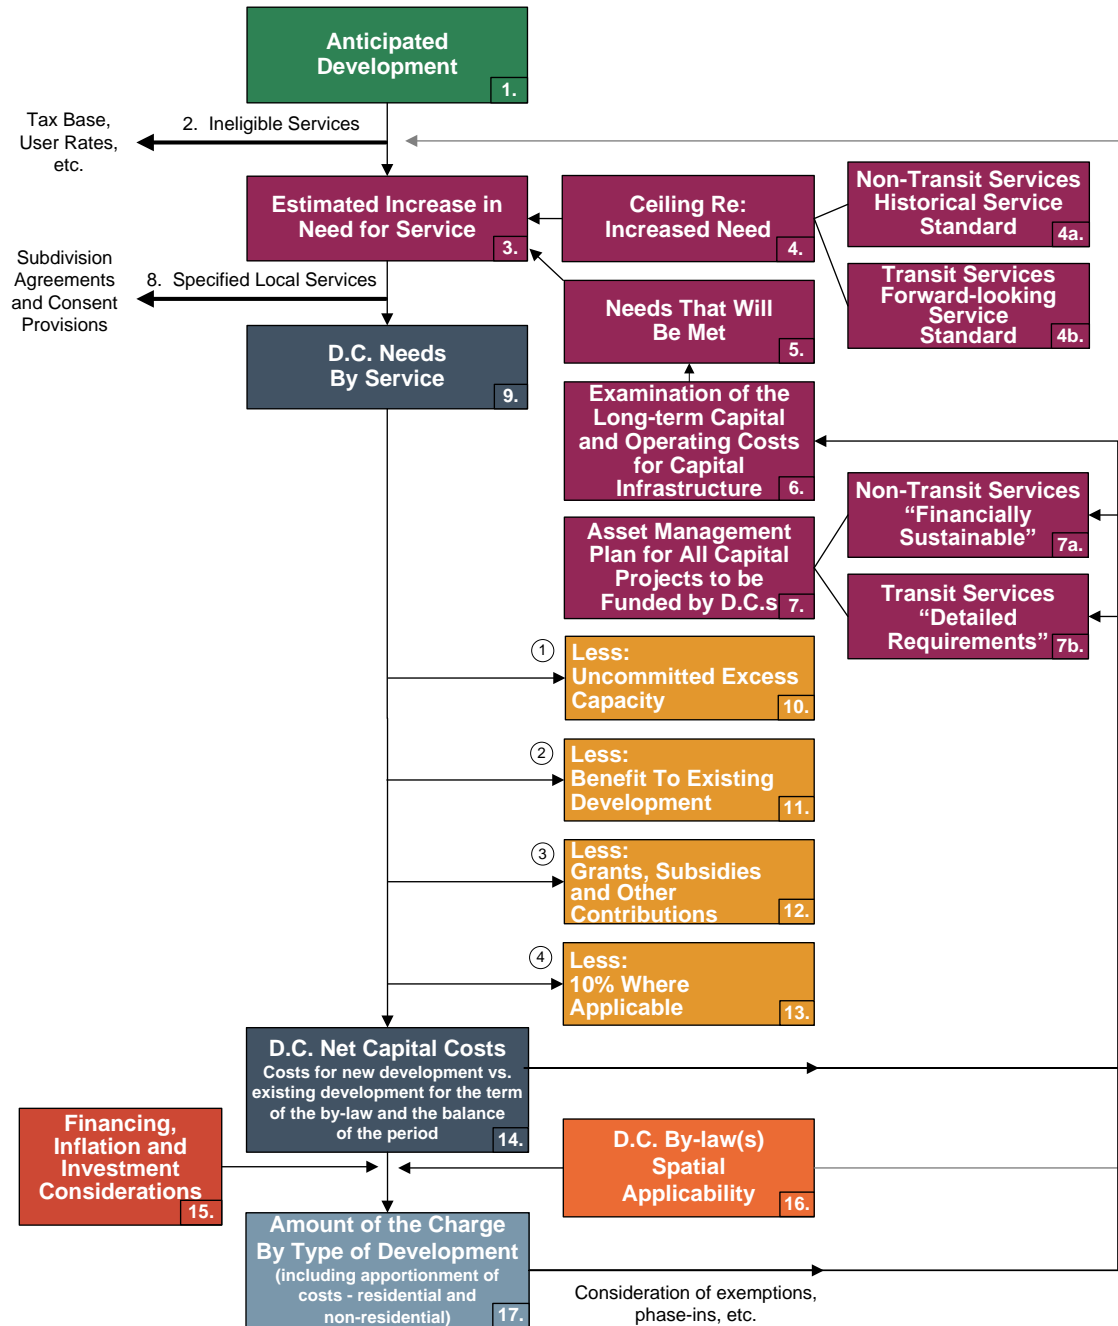 Anticipated
Development
1.
Tax Base,
User Rates,
etc.
2.  Ineligible Services
Estimated Increase in
Need for Service
3.
Ceiling Re:
Increased Need
4.
Non-Transit Services
Historical Service
Standard
4a.
Transit Services
Forward-looking
Service
Standard
4b.
Subdivision
Agreements
and Consent
Provisions
8.  Specified Local Services
Needs That Will
Be Met
5.
D.C. Needs
By Service
9.
Examination of the
Long-term Capital
and Operating Costs
for Capital
Infrastructure
6.
Asset Management
Plan for All Capital
Projects to be
Funded by D.C.s
7.
Non-Transit Services
“Financially
Sustainable”
7a.
Transit Services
“Detailed
Requirements”
7b.
1
Less:
Uncommitted Excess
Capacity
10.
2
Less:
Benefit To Existing
Development
11.
3
Less:
Grants, Subsidies
and Other
Contributions
12.
4
Less:
10% Where
Applicable
13.
D.C. Net Capital Costs
Costs for new development vs.
existing development for the term
of the by-law and the balance
of the period
14.
Financing,
Inflation and
Investment
Considerations
15.
D.C. By-law(s)
Spatial
Applicability
16.
Amount of the Charge
By Type of Development
(including apportionment of
costs - residential and
non-residential)
17.
Consideration of exemptions,
phase-ins, etc.